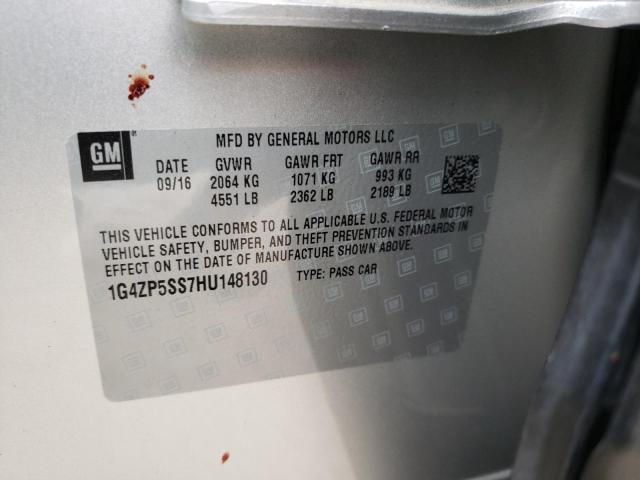 GM
MFD BY GENERAL MOTORS LLC
DATE GVWR GAWR FRT GAWR RR
09/16 2064 KG 1071 KG 993 KG
4551 LB 2362 LB 2189 LB
THIS VEHICLE CONFORMS TO ALL APPLICABLE U.S. FEDERAL MOTOR
VEHICLE SAFETY, BUMPER, AND THEFT PREVENTION STANDARDS IN
EFFECT ON THE DATE OF MANUFACTURE SHOWN ABOVE.
1G4ZP5SS7HU148130 TYPE: PASS CAR